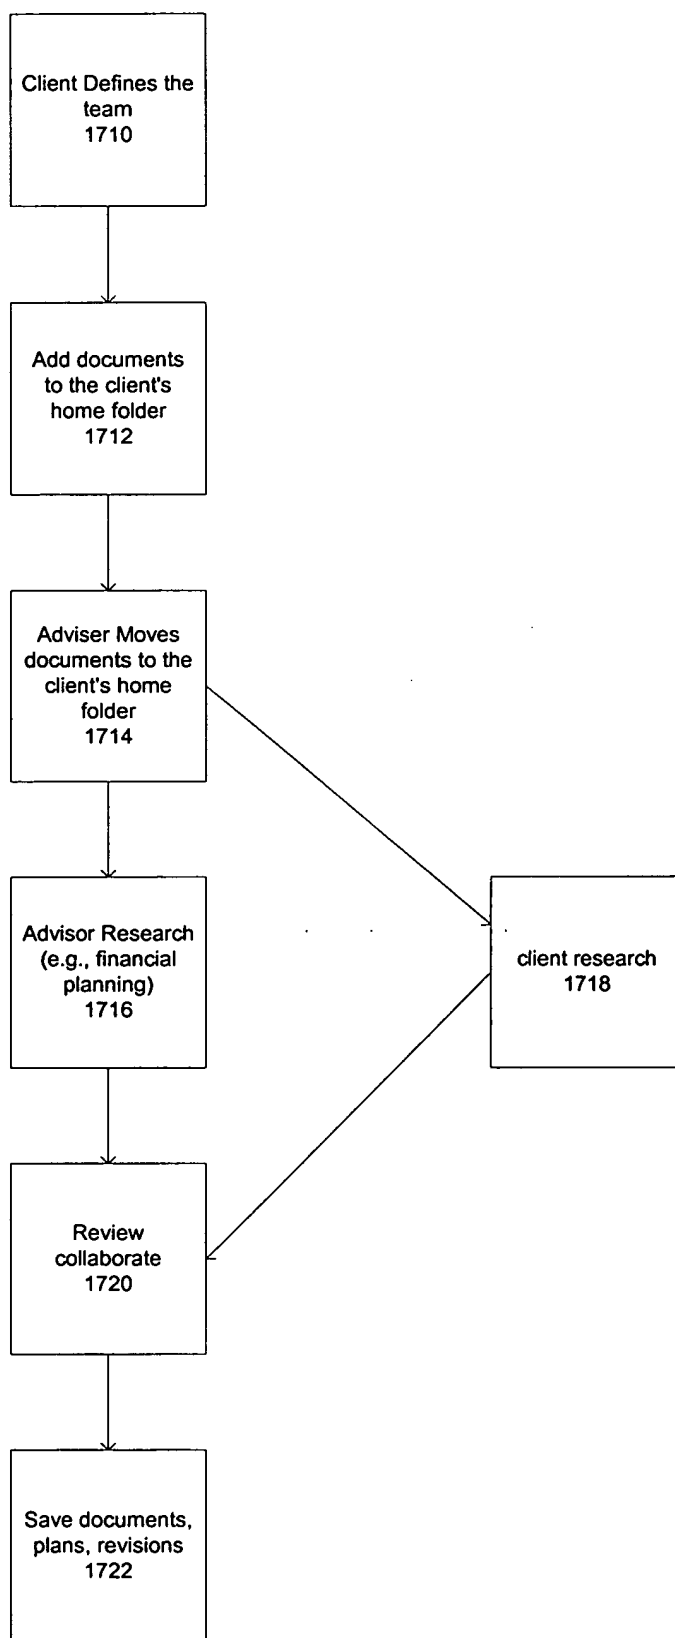 Client Defines the
team
1710
Add documents
to the client's
home folder
1712
Adviser Moves
documents to the
client's home
folder
1714
Advisor Research
(e.g., financial
planning)
1716
client research
1718
Review
collaborate
1720
Save documents,
plans, revisions
1722